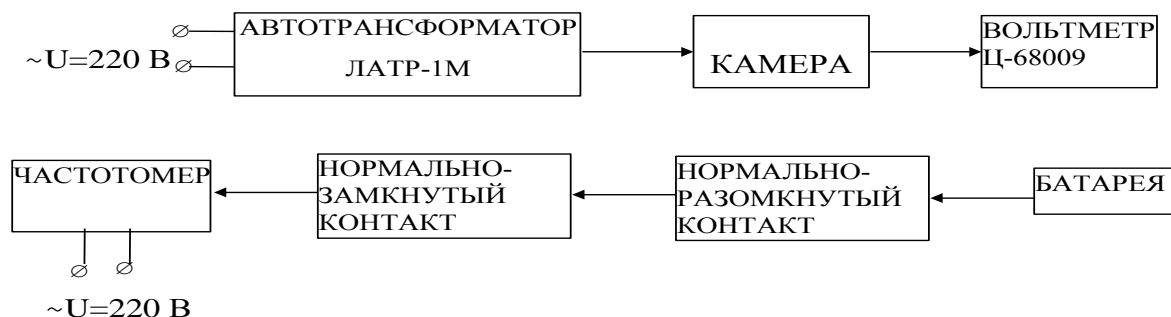 ~U=220 В
АВТОТРАНСФОРМАТОР
ЛАТР-1М
КАМЕРА
ВОЛЬТМЕТР
Ц-68009
ЧАСТОТОМЕР
НОРМАЛЬНО-
ЗАМКНУТЫЙ
КОНТАКТ
НОРМАЛЬНО-
РАЗОМКНУТЫЙ
КОНТАКТ
БАТАРЕЯ
~U=220 В